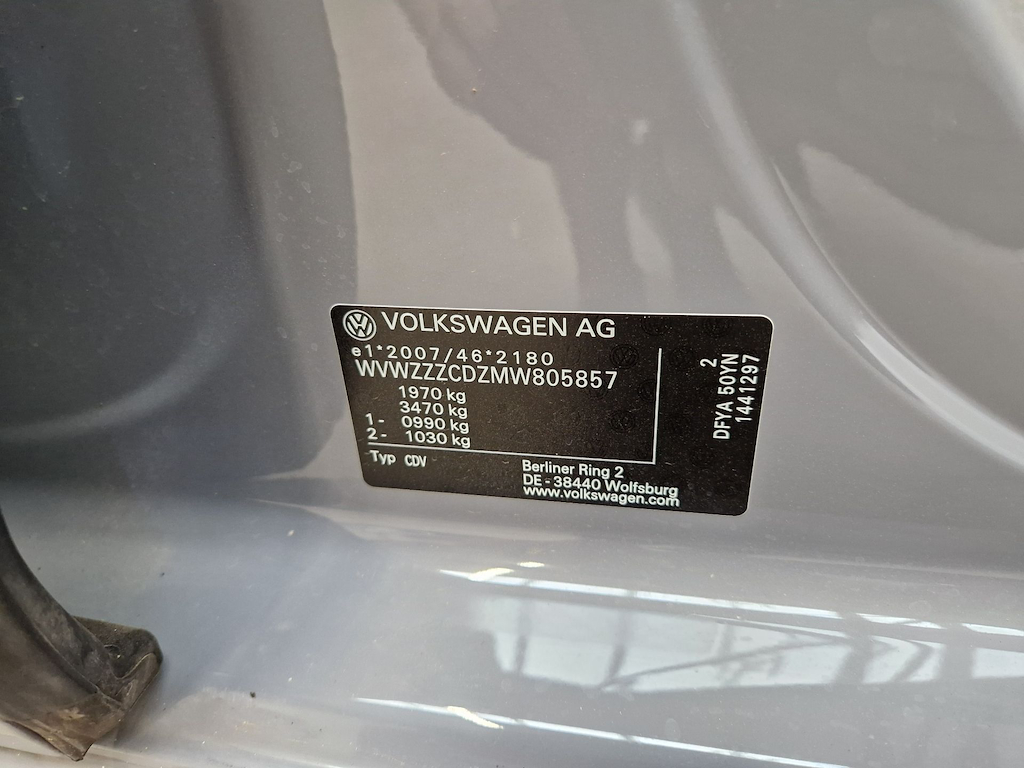 VOLKSWAGEN AG
e1*2007/46*2180
WVWZZZCDZMW805857
1970 kg
3470 kg
1- 0990 kg
2- 1030 kg
Typ CDV
Berliner Ring 2
DE-38440 Wolfsburg
www.volkswagen.com
2
DFYA 50YN
1441297